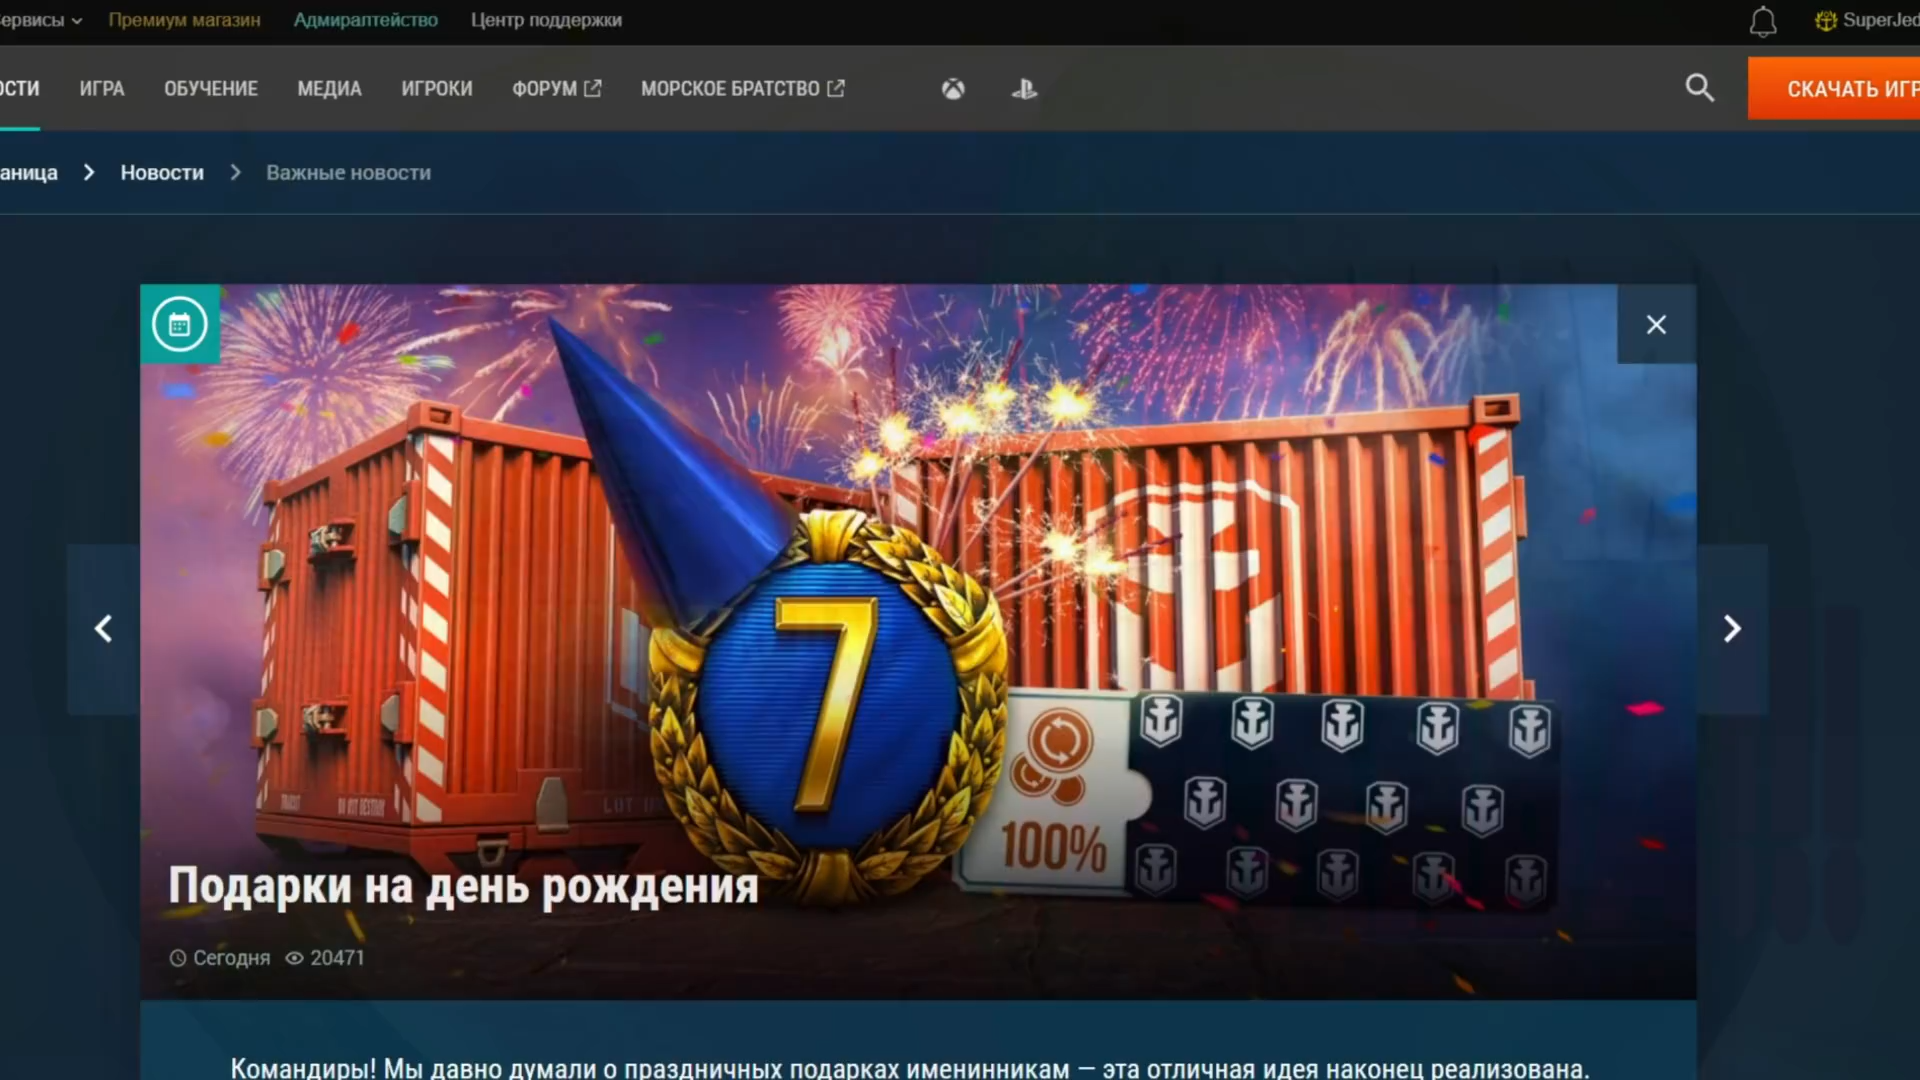 ервисы Премиум магазин Адмиралтейство Центр поддержки SuperJed
ОСТИ ИГРА ОБУЧЕНИЕ МЕДИА ИГРОКИ ФОРУМ МОРСКОЕ БРАТСТВО СКАЧАТЬ ИГР
аница Новости Важные новости
7
100%
Подарки на день рождения
Сегодня 20471
Командиры! Мы давно думали о праздничных подарках именинникам — эта отличная идея наконец реализована.